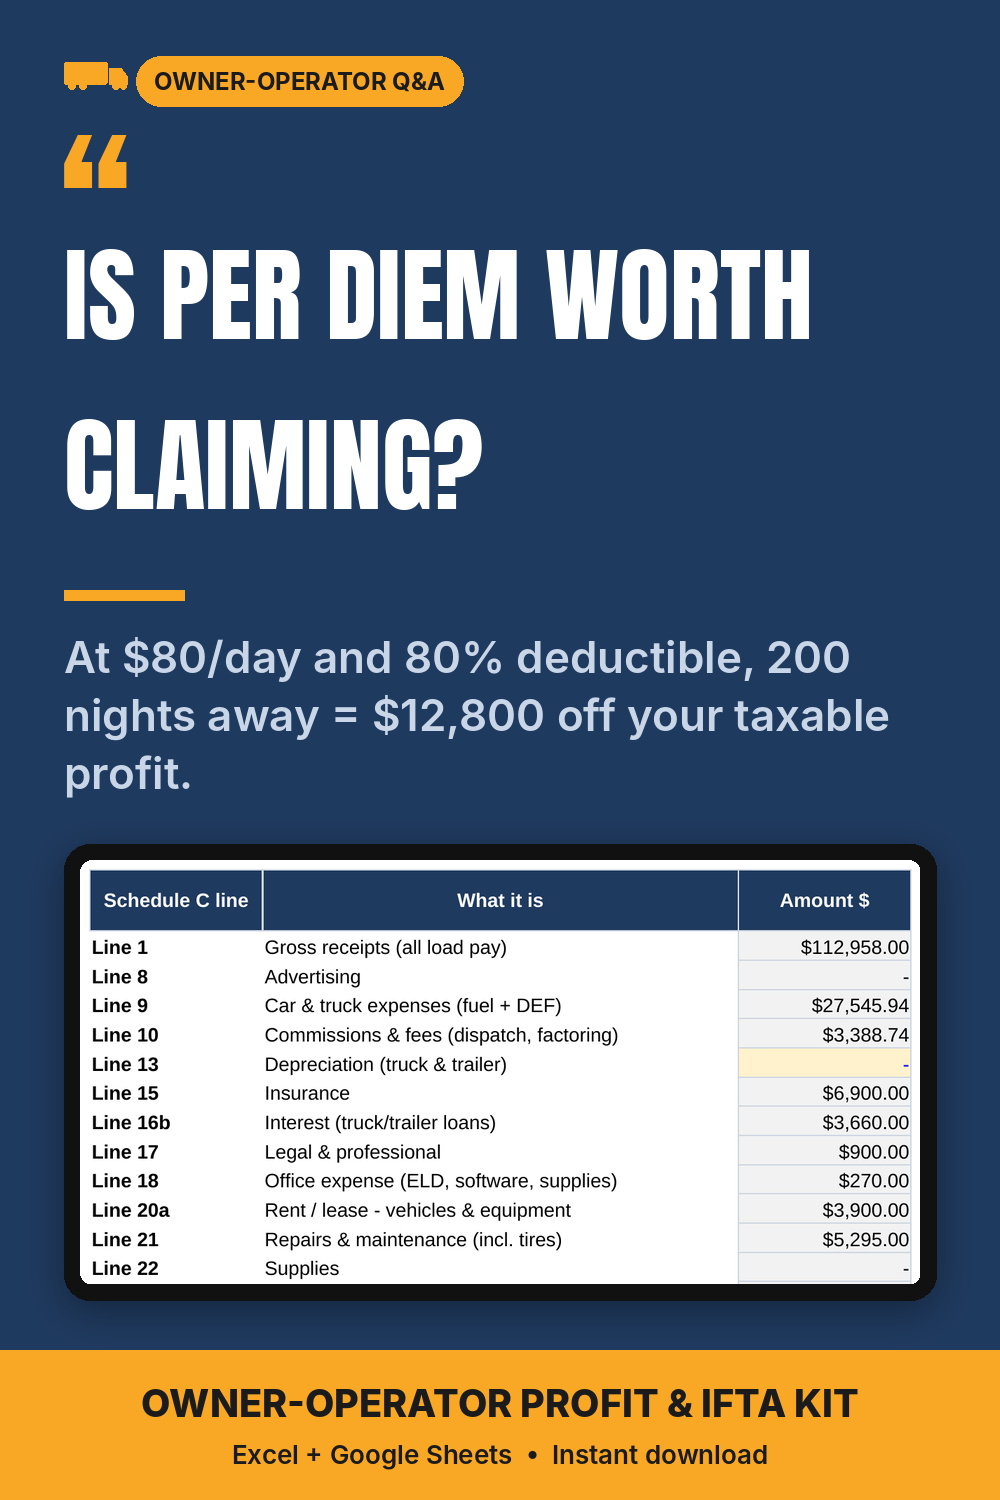 OWNER-OPERATOR Q&A
“
IS PER DIEM WORTH
CLAIMING?
At $80/day and 80% deductible, 200
nights away = $12,800 off your taxable
profit.
Schedule C line What it is Amount $
Line 1 Gross receipts (all load pay) $112,958.00
Line 8 Advertising -
Line 9 Car & truck expenses (fuel + DEF) $27,545.94
Line 10 Commissions & fees (dispatch, factoring) $3,388.74
Line 13 Depreciation (truck & trailer) -
Line 15 Insurance $6,900.00
Line 16b Interest (truck/trailer loans) $3,660.00
Line 17 Legal & professional $900.00
Line 18 Office expense (ELD, software, supplies) $270.00
Line 20a Rent / lease - vehicles & equipment $3,900.00
Line 21 Repairs & maintenance (incl. tires) $5,295.00
Line 22 Supplies -
OWNER-OPERATOR PROFIT & IFTA KIT
Excel + Google Sheets • Instant download